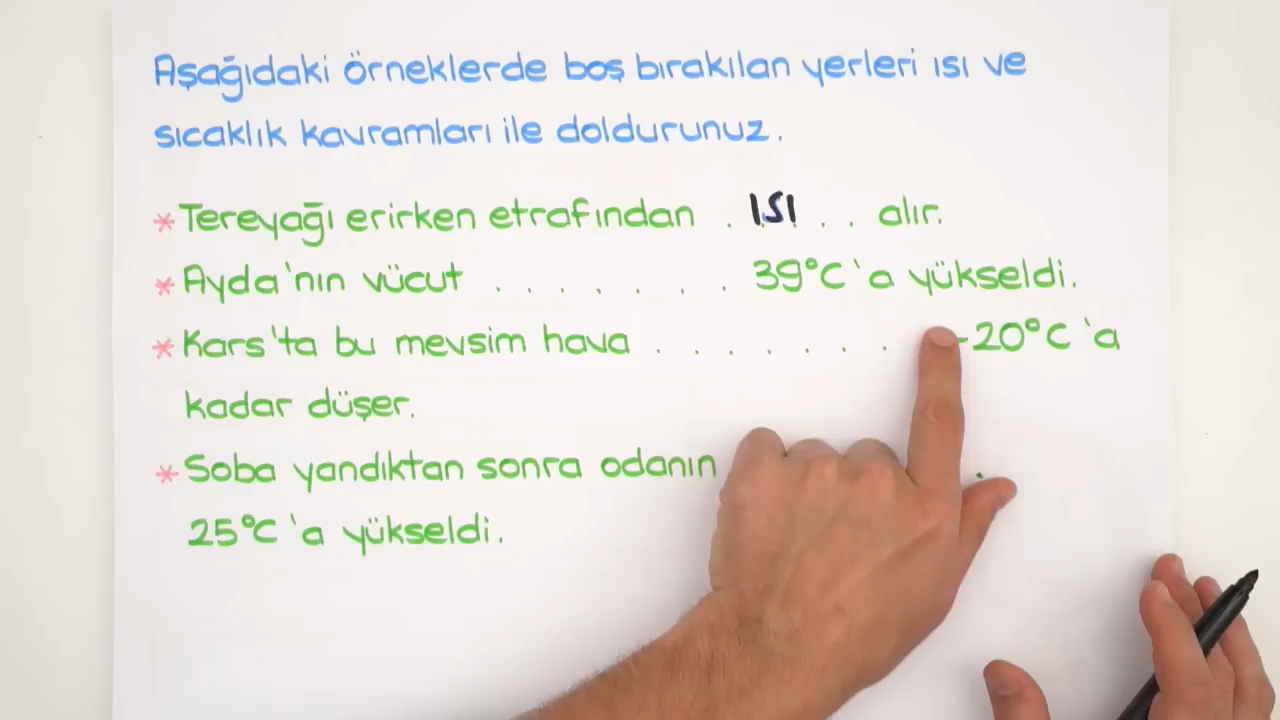 Aşağıdaki örneklerde boş bırakılan yerleri ısı ve
sıcaklık kavramları ile doldurunuz.
* Tereyağı erirken etrafından . ısı . . alır.
* Ayda'nın vücut . . . . . . . 39°C'a yükseldi.
* Kars'ta bu mevsim hava . . . . . . . -20°C'a
kadar düşer.
* Soba yandıktan sonra odanın .
25°C'a yükseldi.